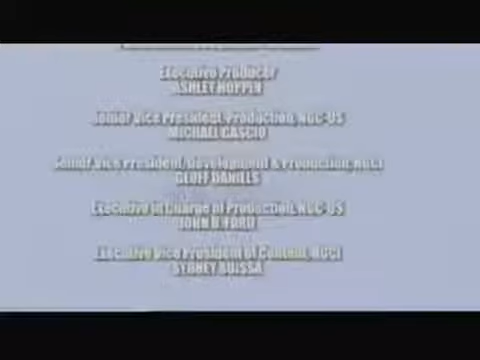 Executive Producer
ASHLEY HOPPEN
Senior Vice President, Production, NGC-US
MICHAEL CASCIO
Senior Vice President, Development & Production, NGCI
GEOFF DANIELS
Executive in Charge of Production, NGC-US
JOHN B. FORD
Executive Vice President of Content, NGCI
SYDNEY SUISSA